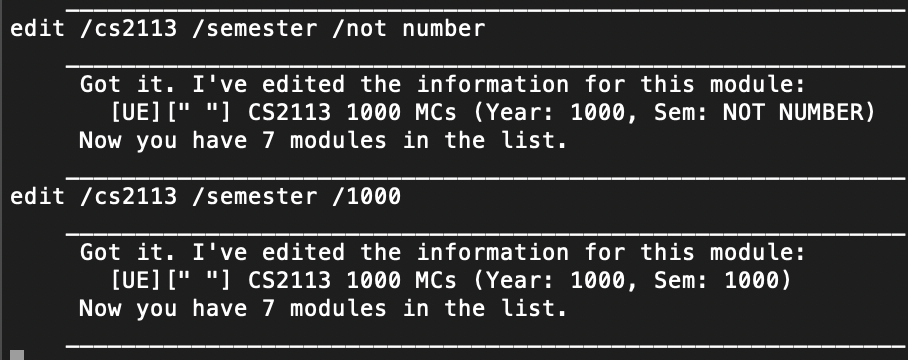 edit /cs2113 /semester /not number
Got it. I've edited the information for this module:
[UE][" "] CS2113 1000 MCs (Year: 1000, Sem: NOT NUMBER)
Now you have 7 modules in the list.
edit /cs2113 /semester /1000
Got it. I've edited the information for this module:
[UE][" "] CS2113 1000 MCs (Year: 1000, Sem: 1000)
Now you have 7 modules in the list.